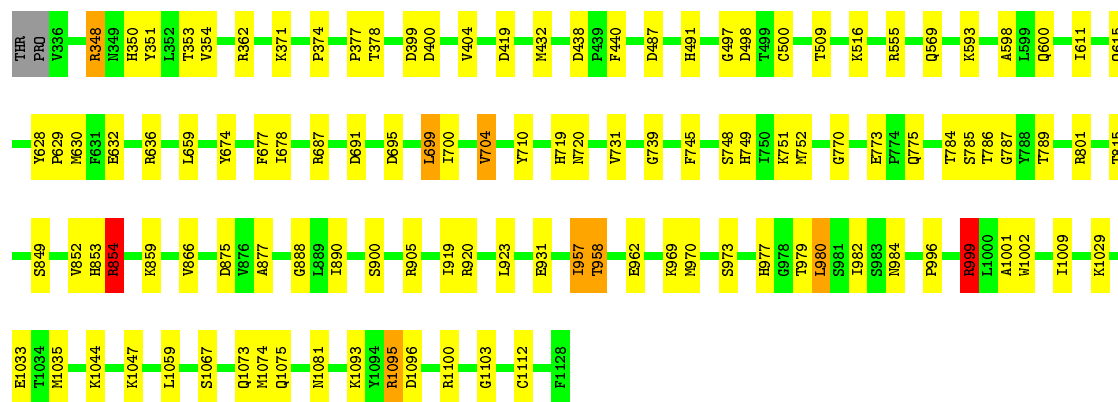 THR PRO V336 R348 N349 H350 Y351 L352 T353 V354 R362 K371 P374 P377 T378 D399 D400 V404 D419 M432 D438 P439 F440 D487 H491 G497 D498 T499 C500 T509 K516 R555 Q569 K593 A598 L599 Q600 I611
Y628 P629 M630 F631 E632 R636 L659 Y674 F677 I678 R687 D691 D695 L699 I700 V704 Y710 H719 N720 V731 G739 F745 S748 H749 I750 K751 M752 G770 E773 P774 Q775 T784 S785 T786 G787 Y788 T789 R801 T815
S849 V852 H853 R854 K859 V866 D875 V876 A877 G888 L889 I890 S900 R905 I919 R920 L923 E931 I957 T958 E962 K969 M970 S973 H977 G978 T979 L980 S981 I982 S983 N984 P996 R999 L1000 A1001 W1002 I1009 K1029
E1033 T1034 M1035 K1044 K1047 L1059 S1067 Q1073 M1074 Q1075 N1081 K1093 Y1094 R1095 D1096 R1100 G1103 C1112 F1128